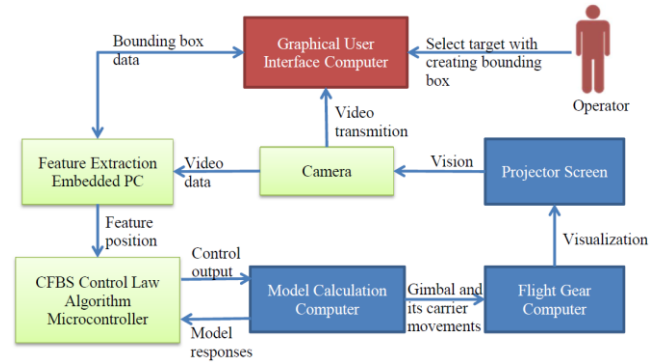 Bounding box
data
Graphical User
Interface Computer
Select target with
creating bounding
box
Operator
Video
transmition
Feature Extraction
Embedded PC
Video
data
Camera
Vision
Projector Screen
Feature
position
Visualization
CFBS Control Law
Algorithm
Microcontroller
Control
output
Model
responses
Model Calculation
Computer
Gimbal and
its carrier
movements
Flight Gear
Computer